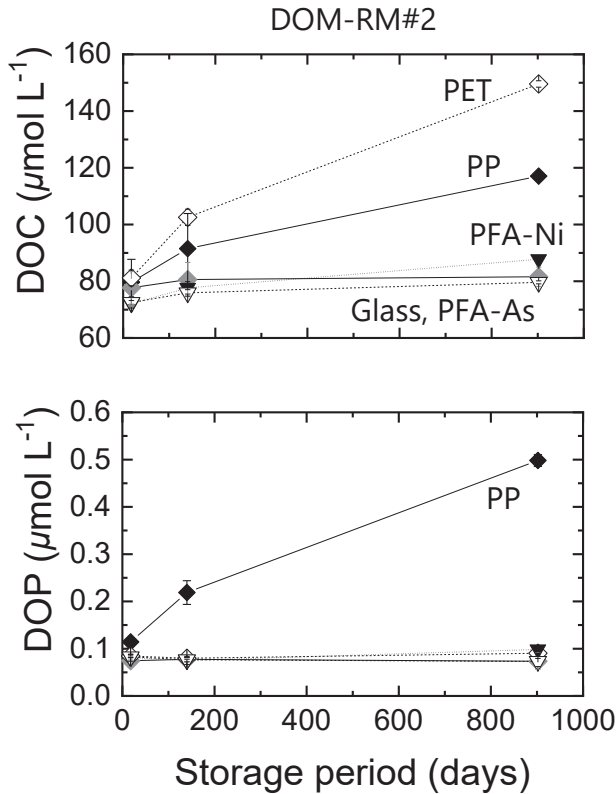 DOM-RM#2
DOC (µmol L⁻¹)
160
140
120
100
80
60
PET
PP
PFA-Ni
Glass, PFA-As
DOP (µmol L⁻¹)
0.6
0.5
0.4
0.3
0.2
0.1
0.0
PP
0 200 400 600 800 1000
Storage period (days)